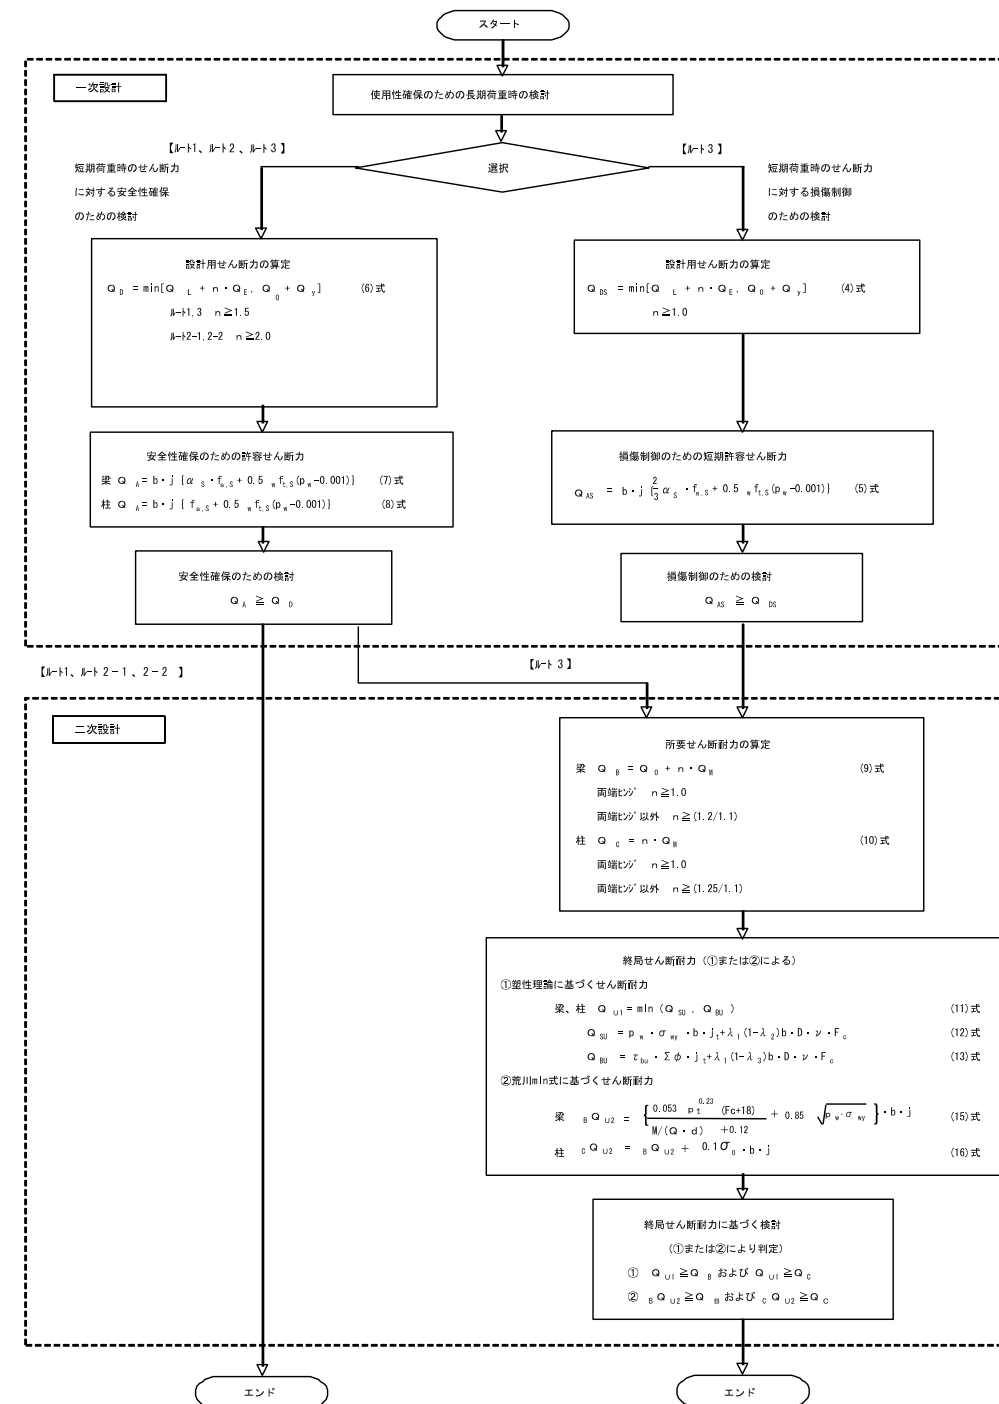 スタート
一次設計
使用性確保のための長期荷重時の検討
【ルート1、ルート2、ルート3】
選択
【ルート3】
短期荷重時のせん断力
に対する安全性確保
のための検討
短期荷重時のせん断力
に対する損傷制御
のための検討
設計用せん断力の算定
Q D = min[Q L + n・Q E, Q 0 + Q y] (6)式
ルート1,3 n≧1.5
ルート2-1,2-2 n≧2.0
設計用せん断力の算定
Q DS = min[Q L + n・Q E, Q 0 + Q y] (4)式
n≧1.0
安全性確保のための許容せん断力
梁 Q A = b・j {α S・f s,S + 0.5 w f t,S (p w -0.001)} (7)式
柱 Q A = b・j { f s,S + 0.5 w f t,S (p w -0.001)} (8)式
損傷制御のための短期許容せん断力
Q AS = b・j {2/3 α S・f s,S + 0.5 w f t,S (p w -0.001)} (5)式
安全性確保のための検討
Q A ≧ Q D
損傷制御のための検討
Q AS ≧ Q DS
【ルート1、ルート2-1、2-2】
【ルート3】
二次設計
所要せん断耐力の算定
梁 Q B = Q 0 + n・Q M (9)式
両端ヒンジ n≧1.0
両端ヒンジ以外 n≧(1.2/1.1)
柱 Q C = n・Q M (10)式
両端ヒンジ n≧1.0
両端ヒンジ以外 n≧(1.25/1.1)
終局せん断耐力(①または②による)
①塑性理論に基づくせん断耐力
梁、柱 Q U1 = min (Q SU, Q BU) (11)式
Q SU = p w・σ wy・b・j t +λ 1 (1-λ 2)b・D・ν・F c (12)式
Q BU = τ bu・Σφ・j t +λ 1 (1-λ 3)b・D・ν・F c (13)式
②荒川min式に基づくせん断耐力
梁 B Q U2 = {0.053 pt 0.23 (Fc+18) / M/(Q・d) +0.12 + 0.85 √p w・σ wy}・b・j (15)式
柱 C Q U2 = B Q U2 + 0.1σ 0・b・j (16)式
終局せん断耐力に基づく検討
(①または②により判定)
① Q U1 ≧Q B および Q U1 ≧Q C
② B Q U2 ≧Q B および C Q U2 ≧Q C
エンド
エンド